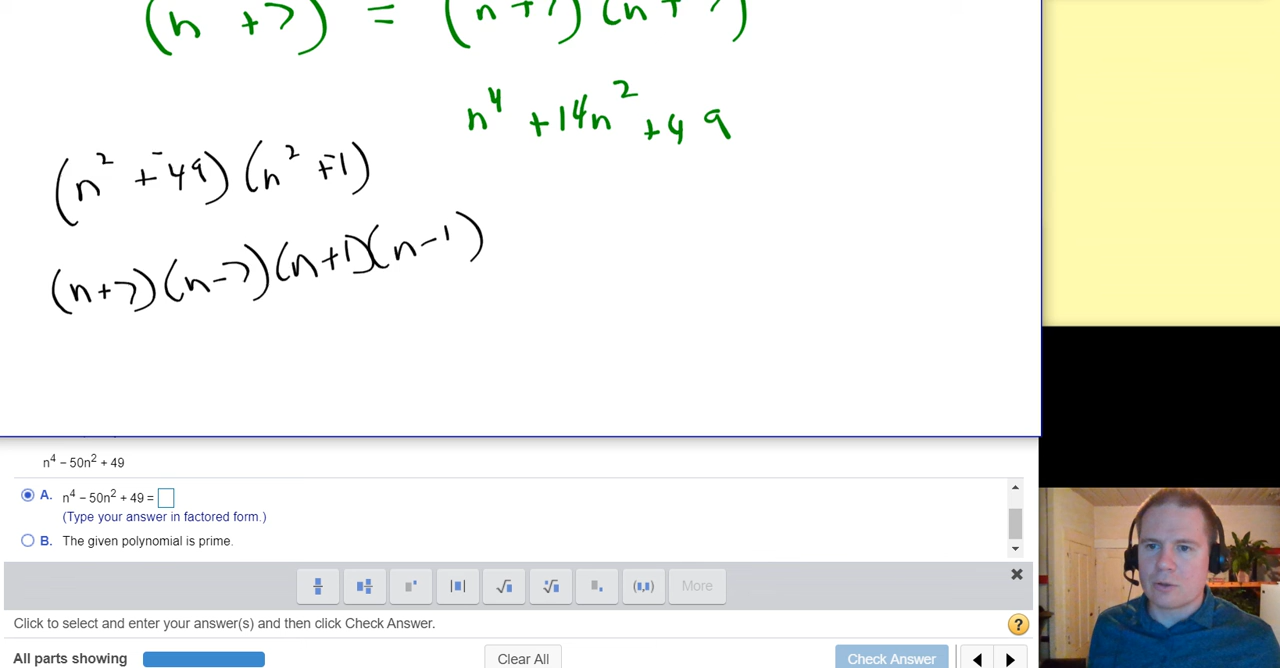 (n +7) = (n+7)(n+7)
n⁴ +14n² +49
(n² +-49)(n² +-1)
(n+7)(n-7)(n+1)(n-1)
n⁴ – 50n² + 49
A. n⁴ – 50n² + 49 =
(Type your answer in factored form.)
B. The given polynomial is prime.
More
Click to select and enter your answer(s) and then click Check Answer.
?
All parts showing
Clear All
Check Answer